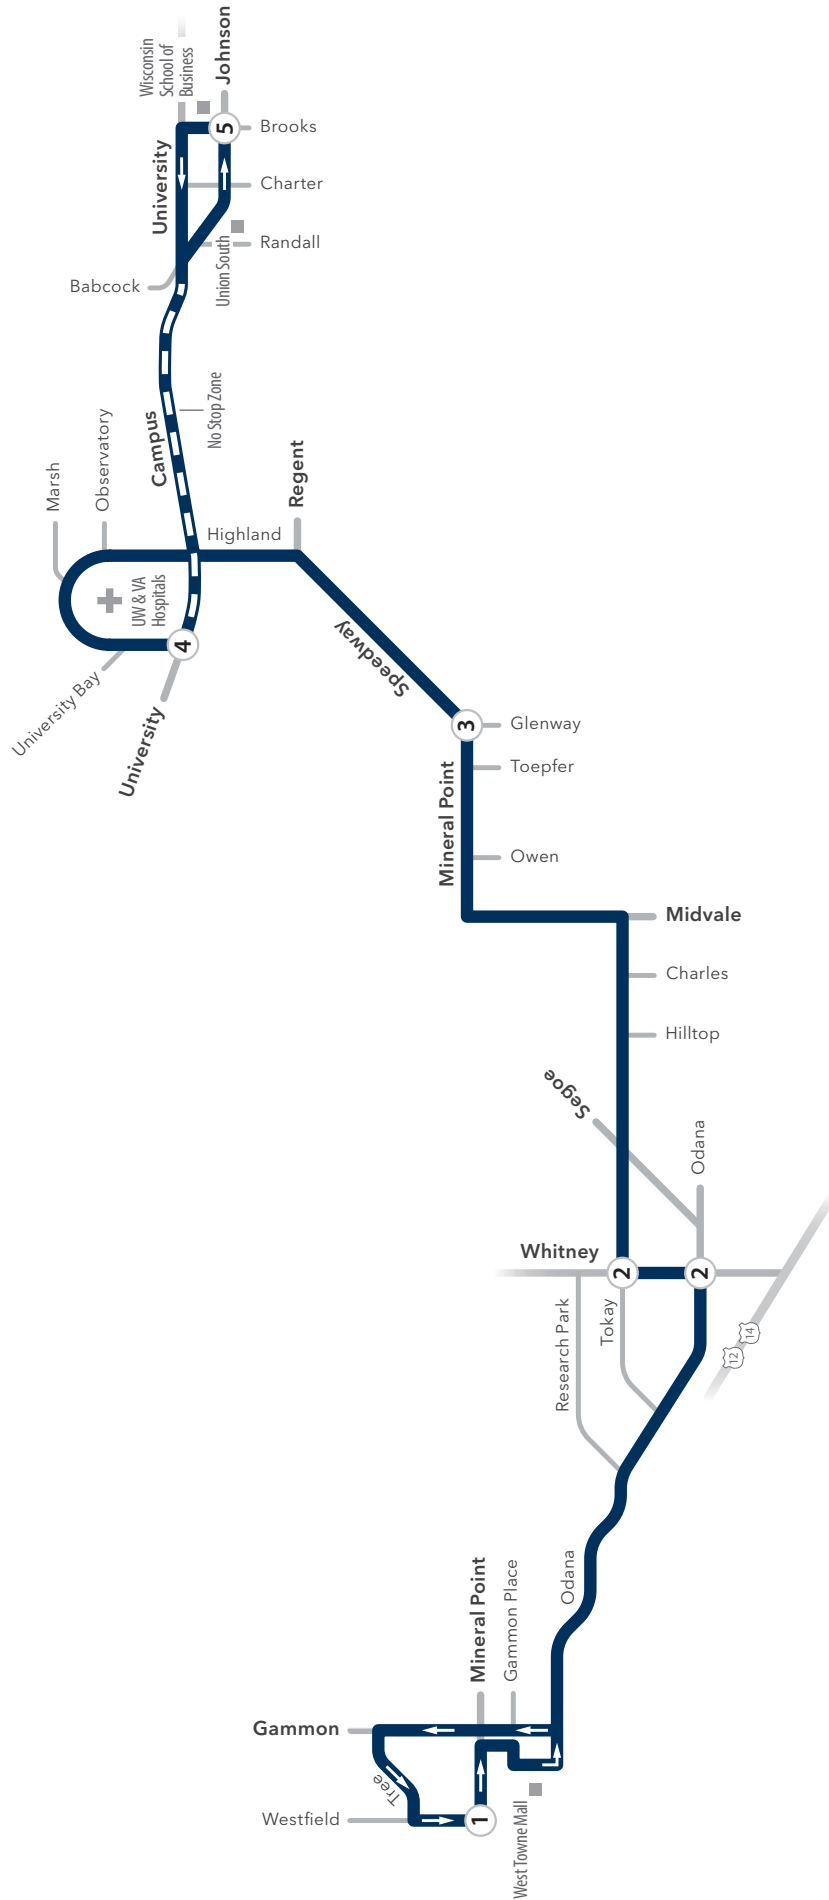 Wisconsin
School of
Business
Johnson
5
Brooks
University
Charter
Union South
Randall
Babcock
No Stop Zone
Campus
Marsh
Observatory
Regent
Highland
UW & VA
Hospitals
4
University Bay
University
Speedway
3
Glenway
Toepfer
Mineral Point
Owen
Midvale
Charles
Hilltop
Segoe
Odana
Whitney
2
2
Research Park
Tokay
14
12
Odana
Mineral Point
Gammon Place
Gammon
Tree
Westfield
1
West Towne Mall